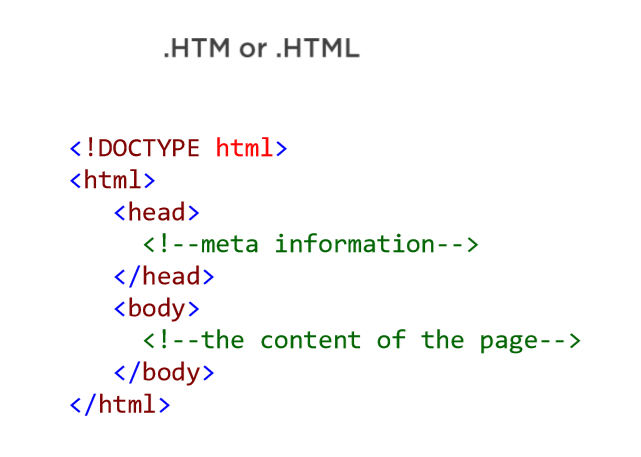 .HTM or .HTML
<!DOCTYPE html>
<html>
<head>
<!--meta information-->
</head>
<body>
<!--the content of the page-->
</body>
</html>